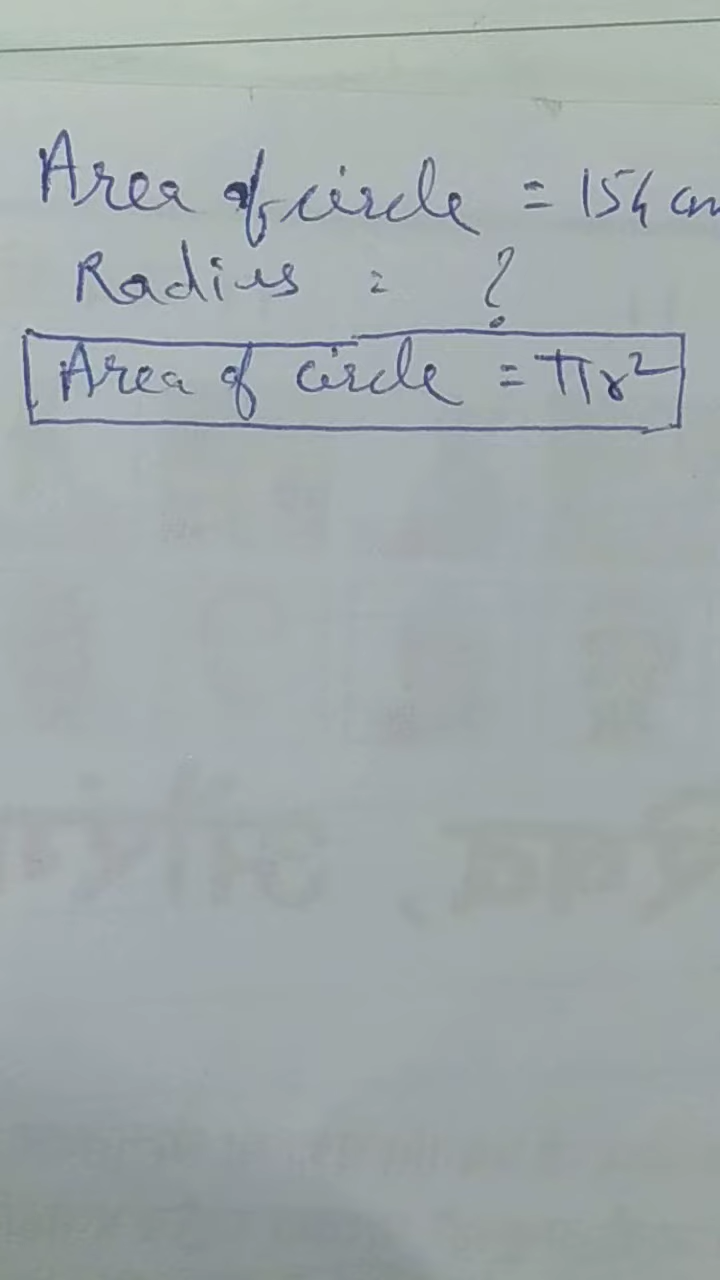 Area of circle = 154 cm
Radius = ?
Area of circle = πr²